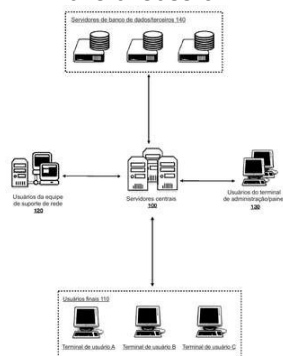 Servidores de banco de dados/terceiros 140
Usuários da equipe
de suporte de rede
120
Servidores centrais
100
Usuários do terminal
de administração/painel
130
Usuários finais 110
Terminal de usuário A
Terminal de usuário B
Terminal de usuário C